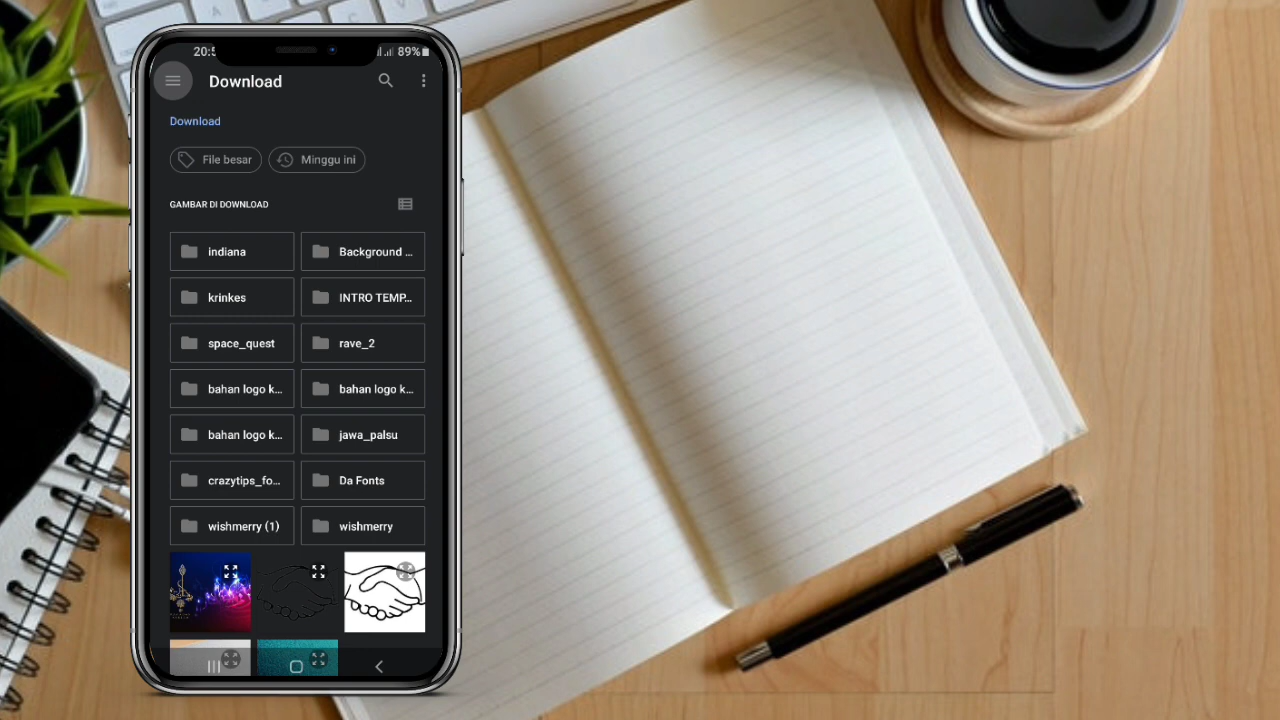 20:5
89%
Download
Download
File besar
Minggu ini
GAMBAR DI DOWNLOAD
indiana
Background ...
krinkes
INTRO TEMP...
space_quest
rave_2
bahan logo k...
bahan logo k...
bahan logo k...
jawa_palsu
crazytips_fo...
Da Fonts
wishmerry (1)
wishmerry